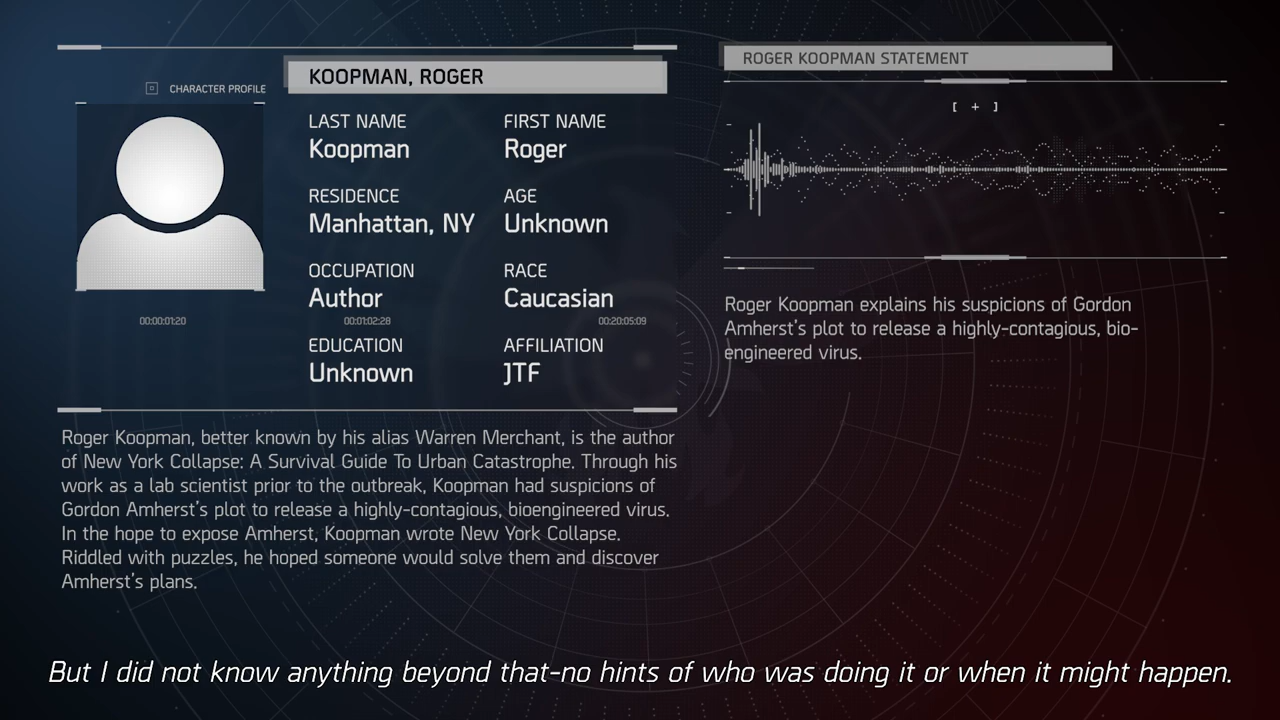 CHARACTER PROFILE
KOOPMAN, ROGER
LAST NAME
Koopman
FIRST NAME
Roger
RESIDENCE
Manhattan, NY
AGE
Unknown
OCCUPATION
Author
RACE
Caucasian
00:00:01:20
00:01:02:28
00:20:05:09
EDUCATION
Unknown
AFFILIATION
JTF
Roger Koopman, better known by his alias Warren Merchant, is the author
of New York Collapse: A Survival Guide To Urban Catastrophe. Through his
work as a lab scientist prior to the outbreak, Koopman had suspicions of
Gordon Amherst's plot to release a highly-contagious, bioengineered virus.
In the hope to expose Amherst, Koopman wrote New York Collapse.
Riddled with puzzles, he hoped someone would solve them and discover
Amherst's plans.
ROGER KOOPMAN STATEMENT
[ + ]
Roger Koopman explains his suspicions of Gordon
Amherst's plot to release a highly-contagious, bio-
engineered virus.
But I did not know anything beyond that–no hints of who was doing it or when it might happen.